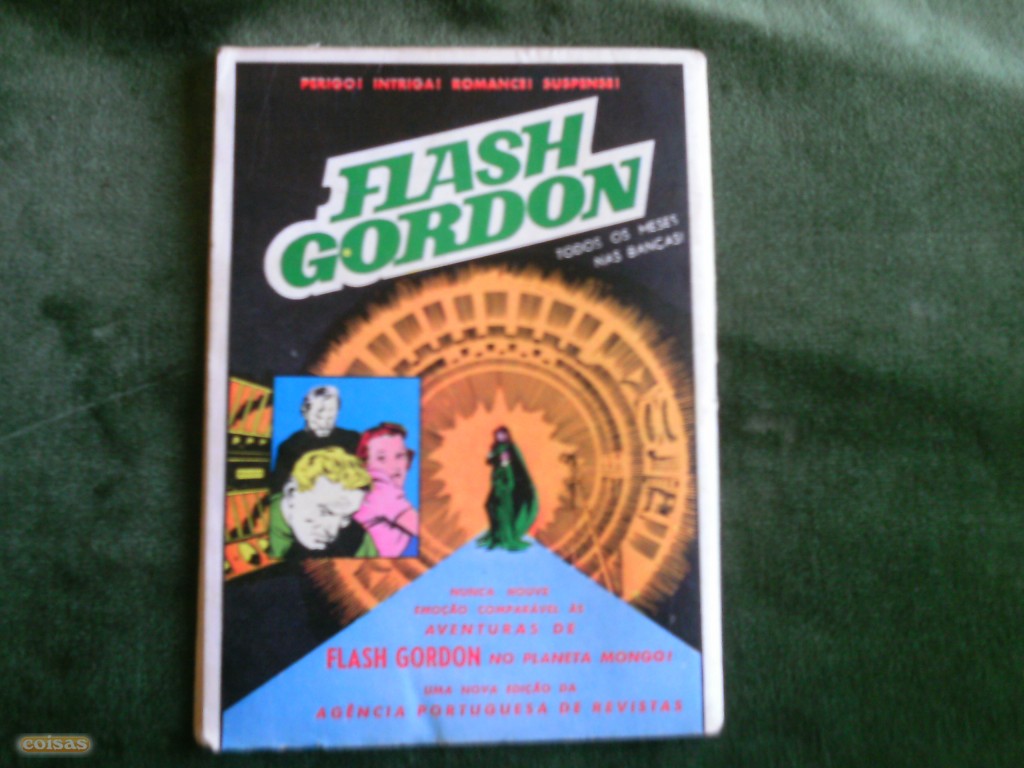 PERIGO! INTRIGA! ROMANCE! SUSPENSE!
FLASH
GORDON
TODOS OS MESES
NAS BANCAS!
NUNCA HOUVE
EMOÇÃO COMPARÁVEL ÀS
AVENTURAS DE
FLASH GORDON NO PLANETA MONGO!
UMA NOVA EDIÇÃO DA
AGÊNCIA PORTUGUESA DE REVISTAS
coisas